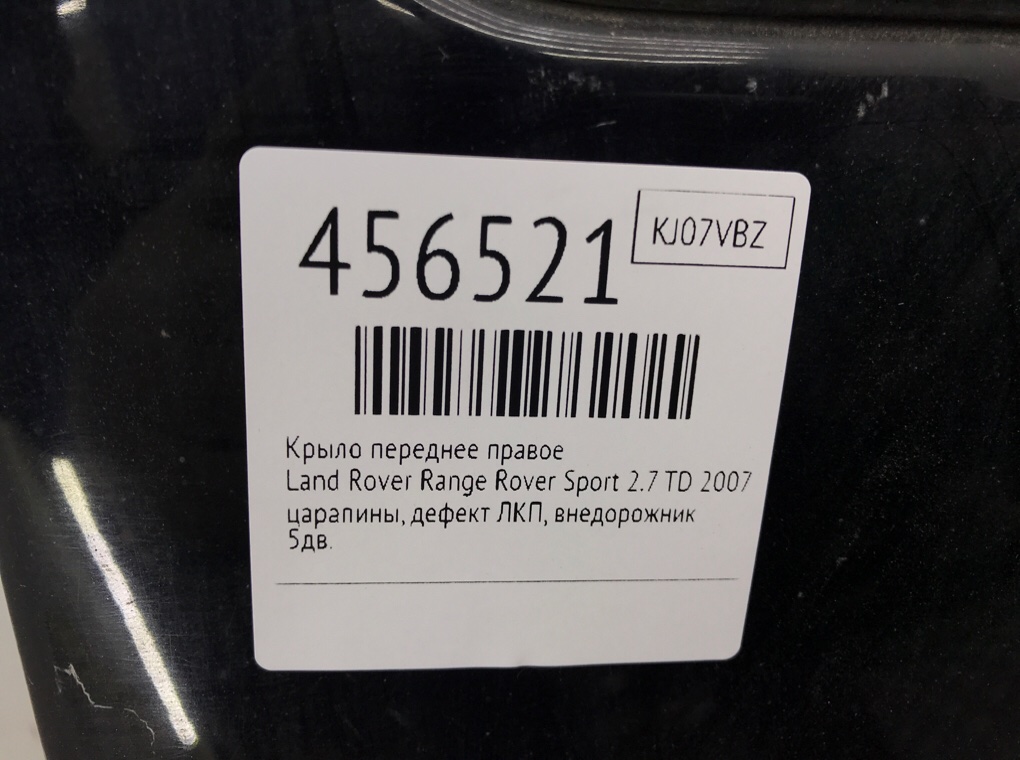 456521
KJ07VBZ
Крыло переднее правое
Land Rover Range Rover Sport 2.7 TD 2007
царапины, дефект ЛКП, внедорожник
5дв.